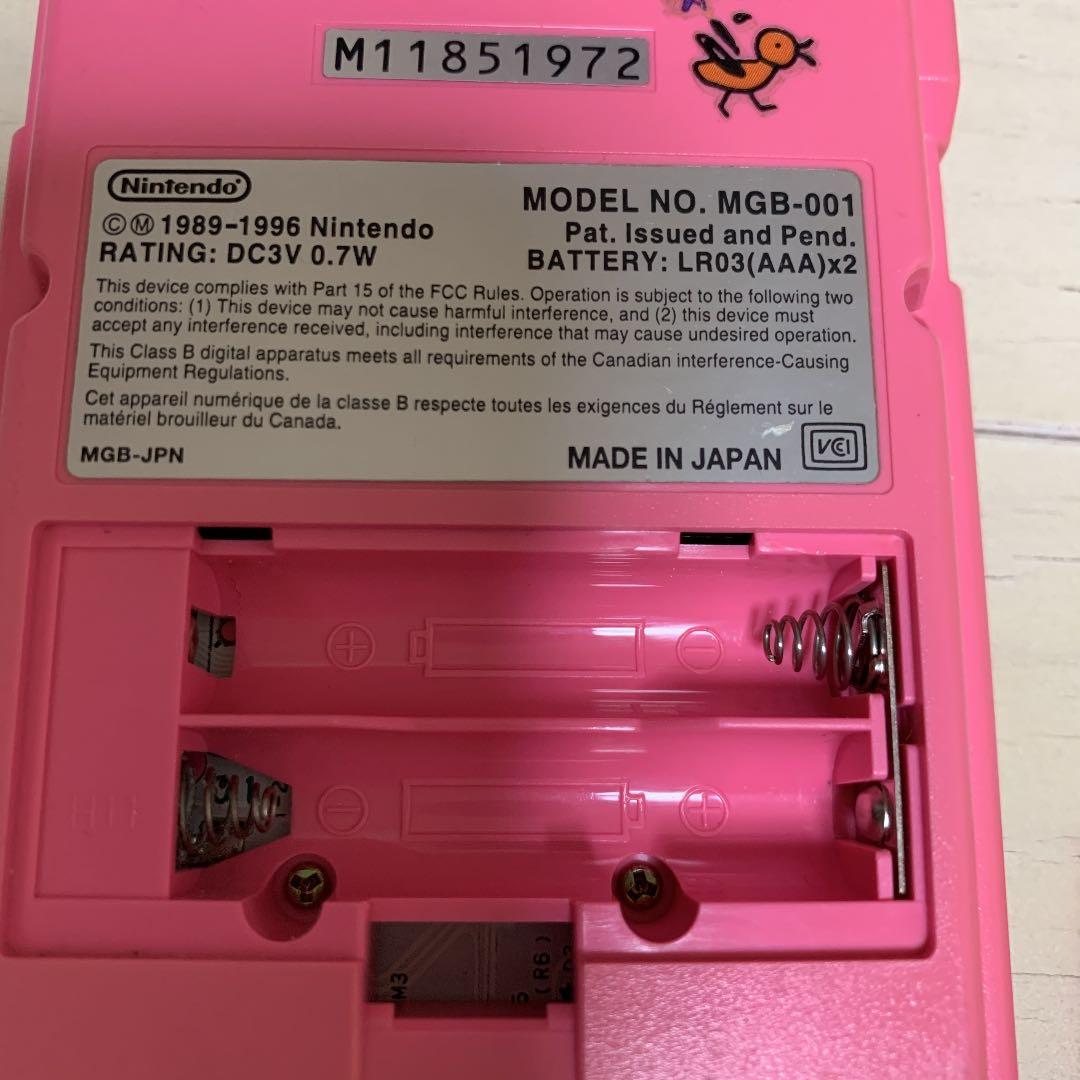 M11851972
Nintendo
©Ⓜ 1989-1996 Nintendo
RATING: DC3V 0.7W
MODEL NO. MGB-001
Pat. Issued and Pend.
BATTERY: LR03(AAA)x2
This device complies with Part 15 of the FCC Rules. Operation is subject to the following two
conditions: (1) This device may not cause harmful interference, and (2) this device must
accept any interference received, including interference that may cause undesired operation.
This Class B digital apparatus meets all requirements of the Canadian interference-Causing
Equipment Regulations.
Cet appareil numérique de la classe B respecte toutes les exigences du Réglement sur le
matériel brouilleur du Canada.
MGB-JPN
MADE IN JAPAN
VCI
+ −
− +
M3
(R6)